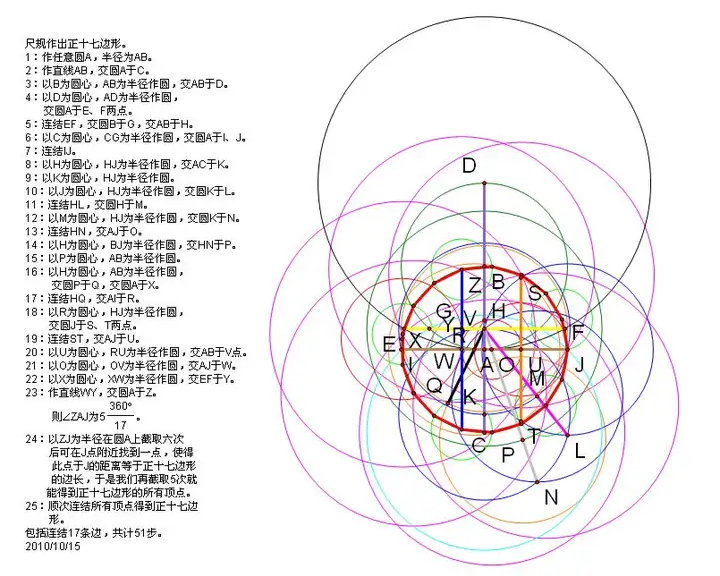 尺规作出正十七边形。
1：作任意圆A，半径为AB。
2：作直线AB，交圆A于C。
3：以B为圆心，AB为半径作圆，交AB于D。
4：以D为圆心，AD为半径作圆，
交圆A于E、F两点。
5：连结EF，交圆B于G，交AB于H。
6：以C为圆心，CG为半径作圆，交圆A于I、J。
7：连结IJ。
8：以H为圆心，HJ为半径作圆，交AC于K。
9：以K为圆心，HJ为半径作圆。
10：以J为圆心，HJ为半径作圆，交圆K于L。
11：连结HL，交圆H于M。
12：以M为圆心，HJ为半径作圆，交圆K于N。
13：连结HN，交AJ于O。
14：以H为圆心，BJ为半径作圆，交HN于P。
15：以P为圆心，AB为半径作圆。
16：以H为圆心，AB为半径作圆，
交圆P于Q，交圆A于X。
17：连结HQ，交AI于R。
18：以R为圆心，HJ为半径作圆，
交圆J于S、T两点。
19：连结ST，交AJ于U。
20：以U为圆心，RU为半径作圆，交AB于V点。
21：以O为圆心，OV为半径作圆，交AJ于W。
22：以X为圆心，XW为半径作圆，交EF于Y。
23：作直线WY，交圆A于Z。
则∠ZAJ为5 360°/17。
24：以ZJ为半径在圆A上截取六次
后可在J点附近找到一点，使得
此点于J的距离等于正十七边形
的边长，于是我们再截取5次就
能得到正十七边形的所有顶点。
25：顺次连结所有顶点得到正十七边
形。
包括连结17条边，共计51步。
2010/10/15
D
Z B
S
G V H
Y F
E X R
I W A O U J
Q M
K
C T
P L
N